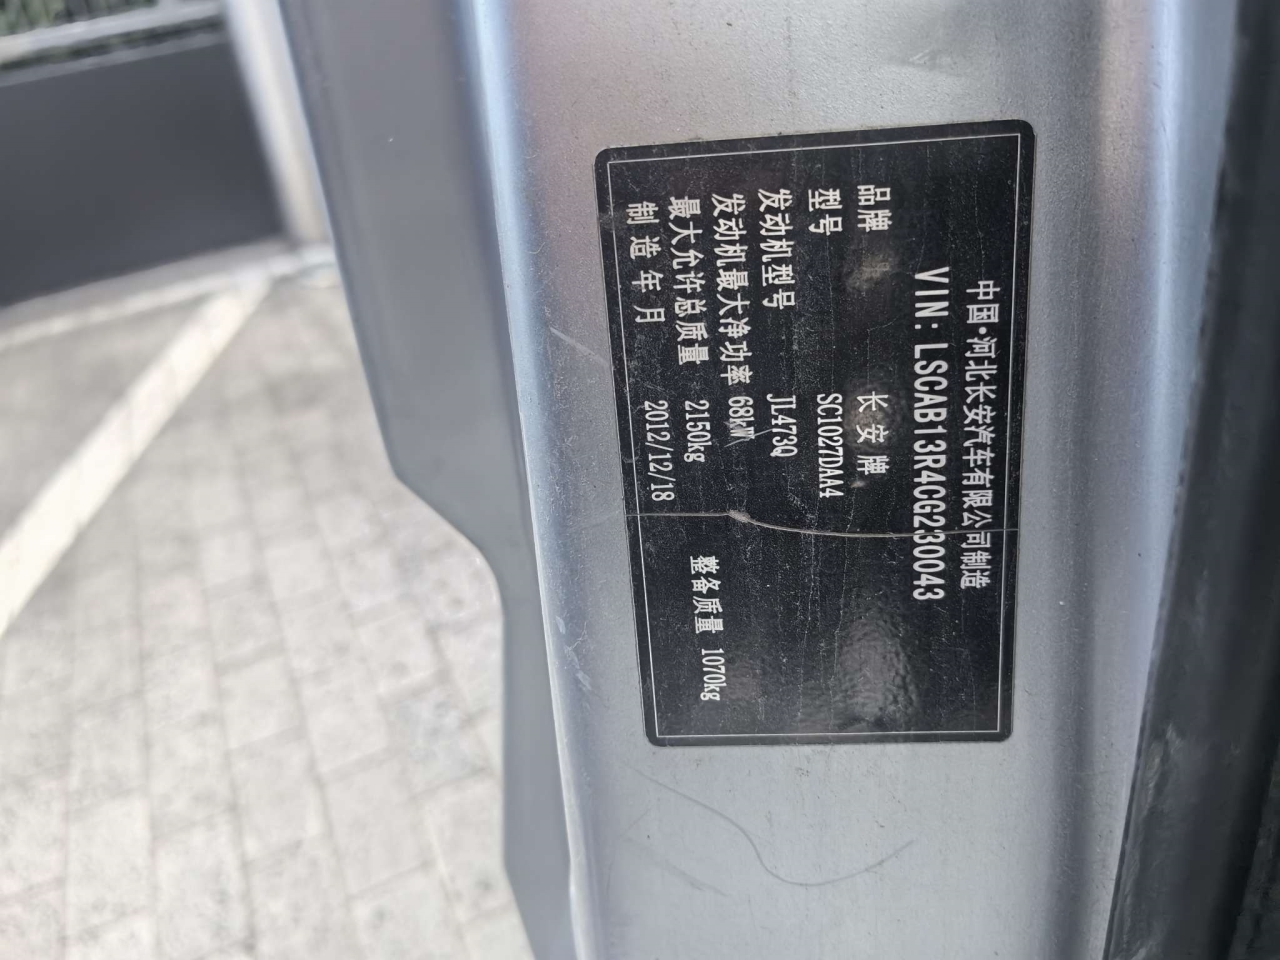 中国·河北长安汽车有限公司制造
VIN: LSCAB13R4CG230043
品牌 长安牌
型号 SC1027DAA4
发动机型号 JL473Q
发动机最大净功率 68kW
最大允许总质量 2150kg 整备质量 1070kg
制造年月 2012/12/18